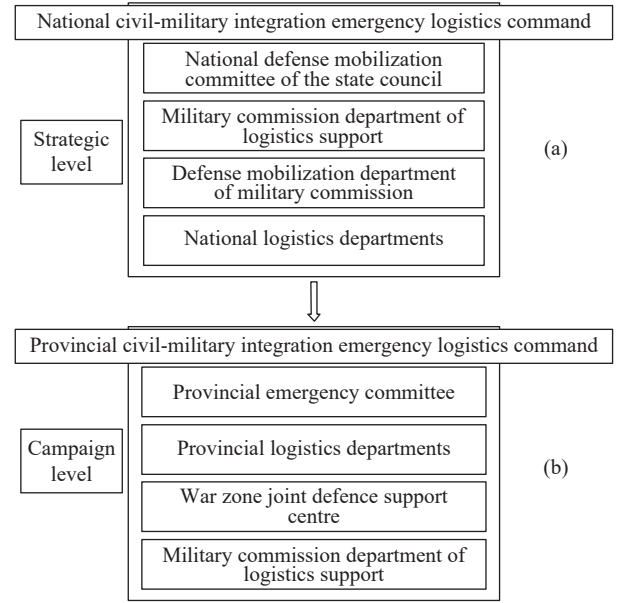 National civil-military integration emergency logistics command
National defense mobilization
committee of the state council
Military commission department of
logistics support
Strategic
level
(a)
Defense mobilization department
of military commission
National logistics departments
Provincial civil-military integration emergency logistics command
Provincial emergency committee
Provincial logistics departments
Campaign
level
(b)
War zone joint defence support
centre
Military commission department of
logistics support